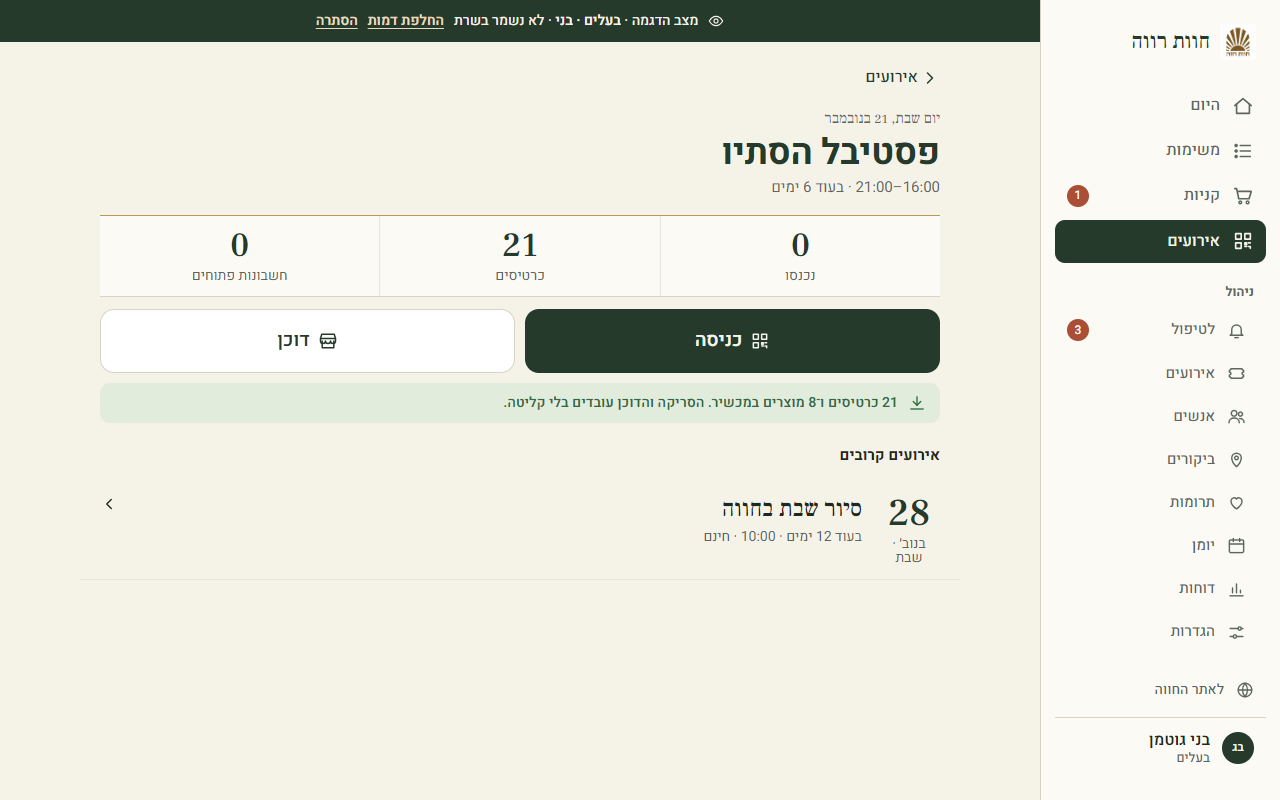 מצב הדגמה · בעלים · בני · לא נשמר בשרת החלפת דמות הסתרה
חוות רווה
היום
משימות
קניות 1
אירועים
ניהול
לטיפול 3
אירועים
אנשים
ביקורים
תרומות
יומן
דוחות
הגדרות
לאתר החווה
בג
בני גוטמן
בעלים
אירועים
יום שבת, 21 בנובמבר
פסטיבל הסתיו
16:00–21:00 · בעוד 6 ימים
0
נכנסו
21
כרטיסים
0
חשבונות פתוחים
כניסה
דוכן
21 כרטיסים ו־8 מוצרים במכשיר. הסריקה והדוכן עובדים בלי קליטה.
אירועים קרובים
28
בנוב׳ ·
שבת
סיור שבת בחווה
בעוד 12 ימים · 10:00 · חינם